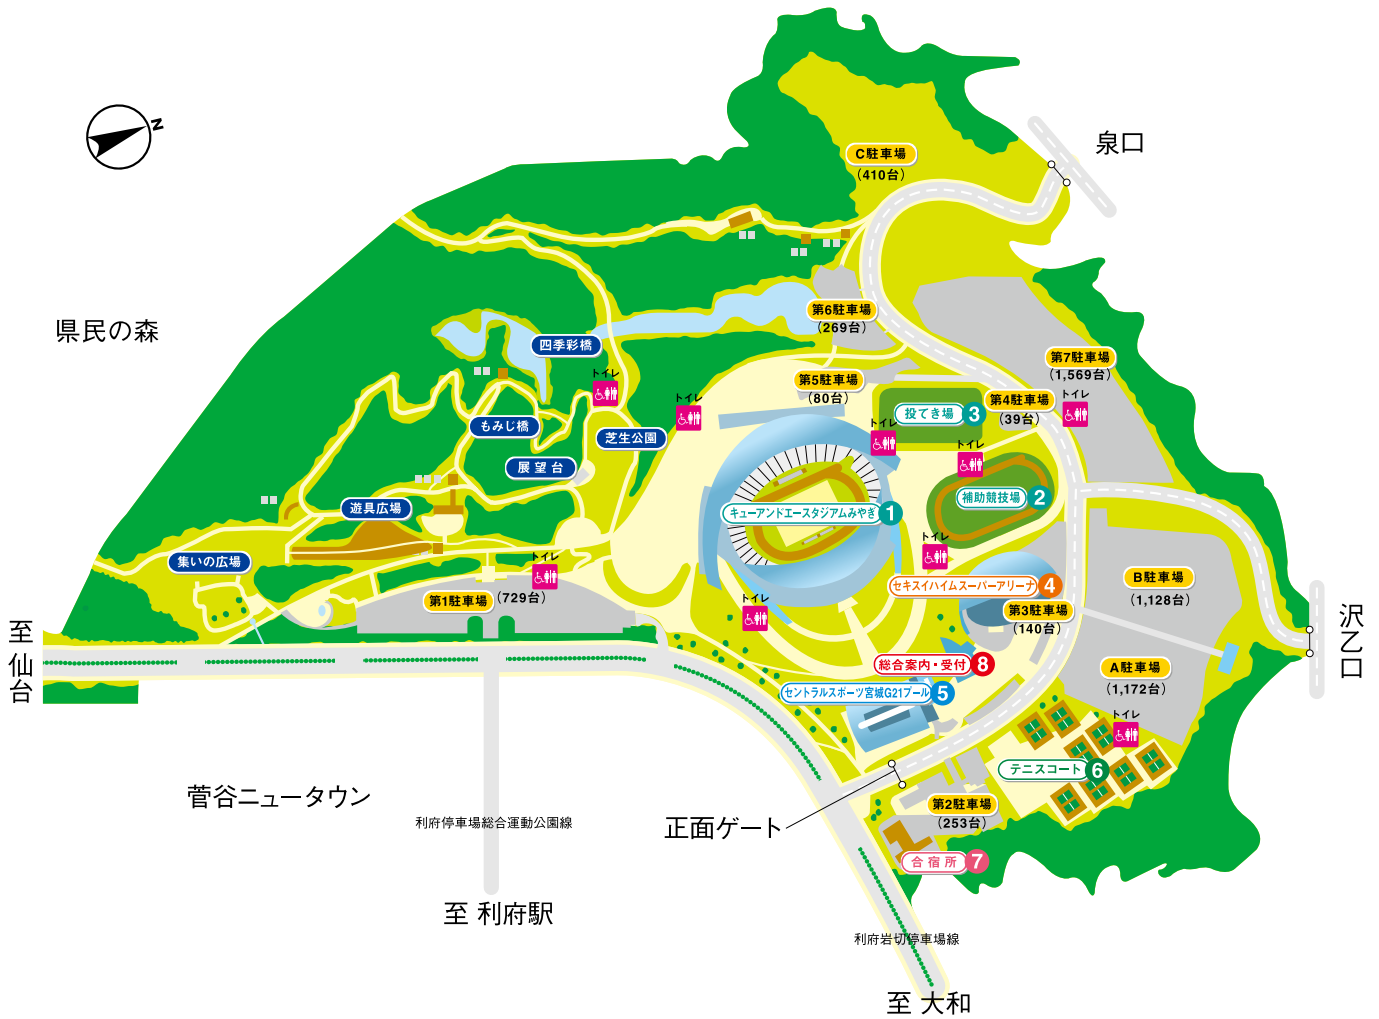 N
泉口
C駐車場
(410台)
県民の森
第6駐車場
(269台)
四季彩橋
第7駐車場
(1,569台)
トイレ
第5駐車場
(80台)
トイレ
トイレ
第4駐車場
(39台)
投てき場 3
トイレ
もみじ橋
芝生公園
トイレ
展望台
補助競技場 2
遊具広場
キューアンドエースタジアムみやぎ 1
トイレ
集いの広場
トイレ
セキスイハイムスーパーアリーナ 4
B駐車場
(1,128台)
第1駐車場 (729台)
トイレ
第3駐車場
(140台)
沢乙口
至仙台
総合案内・受付 8
A駐車場
(1,172台)
セントラルスポーツ宮城G21プール 5
トイレ
テニスコート 6
菅谷ニュータウン
第2駐車場
(253台)
正面ゲート
利府停車場総合運動公園線
合宿所 7
至 利府駅
利府岩切停車場線
至 大和